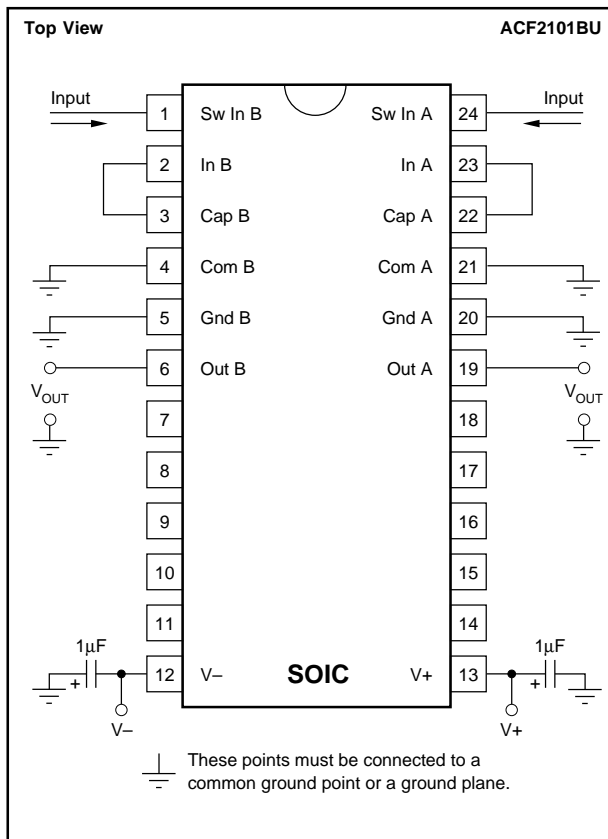 Top View ACF2101BU
Input Input
1 Sw In B Sw In A 24
2 In B In A 23
3 Cap B Cap A 22
4 Com B Com A 21
5 Gnd B Gnd A 20
6 Out B Out A 19
VOUT VOUT
7 18
8 17
9 16
10 15
11 14
1µF 1µF
+ 12 V– SOIC V+ 13 +
V– V+
These points must be connected to a
common ground point or a ground plane.